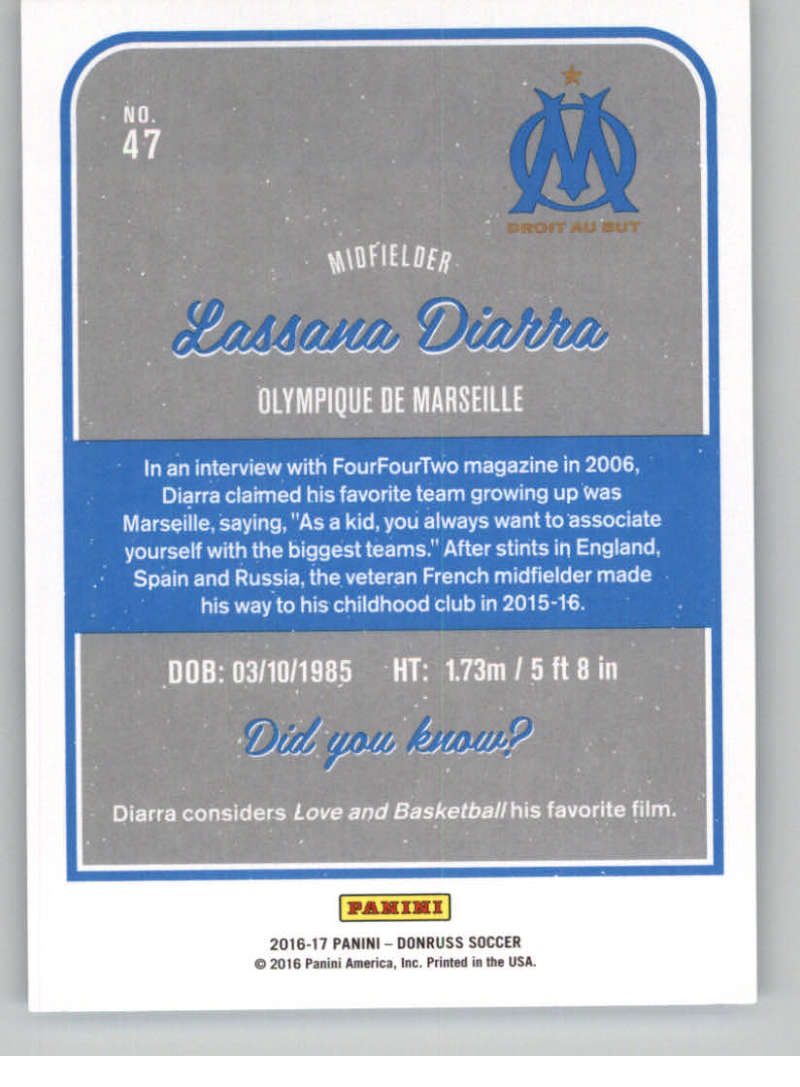 NO.
47
DROIT AU BUT
MIDFIELDER
Lassana Diarra
OLYMPIQUE DE MARSEILLE
In an interview with FourFourTwo magazine in 2006,
Diarra claimed his favorite team growing up was
Marseille, saying, "As a kid, you always want to associate
yourself with the biggest teams." After stints in England,
Spain and Russia, the veteran French midfielder made
his way to his childhood club in 2015-16.
DOB: 03/10/1985 HT: 1.73m / 5 ft 8 in
Did you know?
Diarra considers Love and Basketball his favorite film.
PANINI
2016-17 PANINI – DONRUSS SOCCER
© 2016 Panini America, Inc. Printed in the USA.